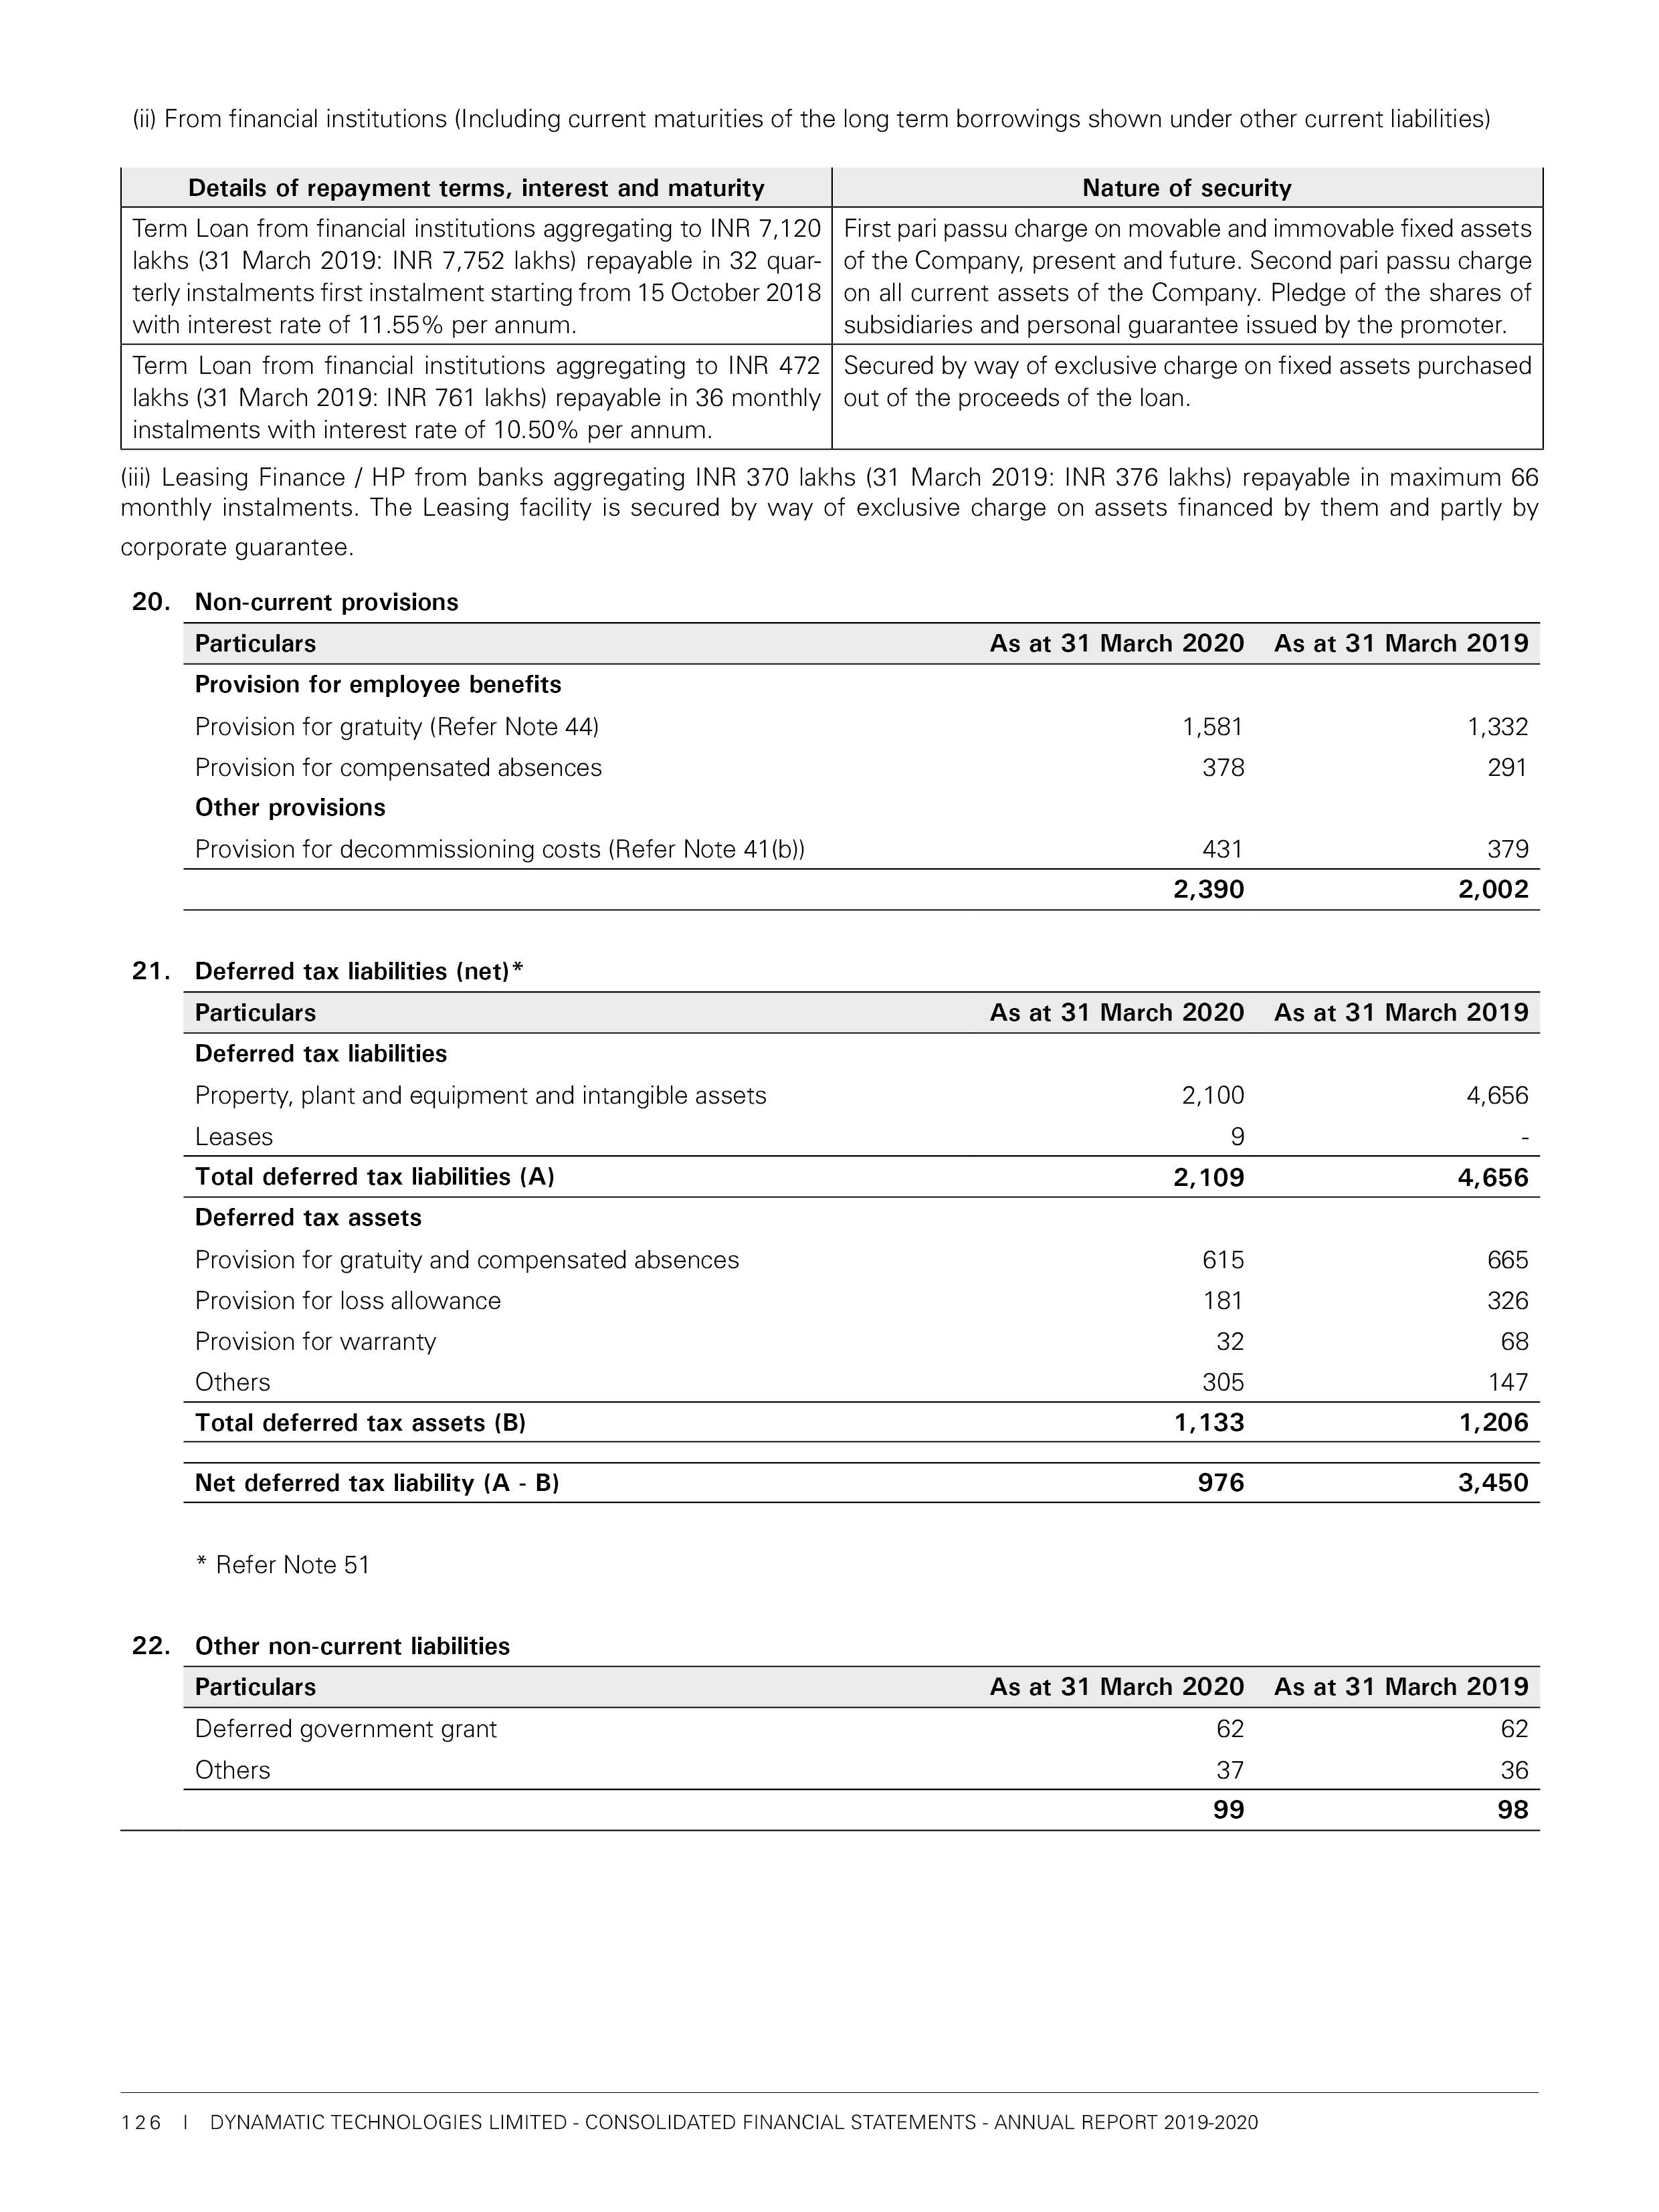 (ii) From financial institutions (Including current maturities of the long term borrowings shown under other current liabilities)
Details of repayment terms, interest and maturity Nature of security
Term Loan from financial institutions aggregating to INR 7,120
lakhs (31 March 2019: INR 7,752 lakhs) repayable in 32 quar-
terly instalments first instalment starting from 15 October 2018
with interest rate of 11.55% per annum.
First pari passu charge on movable and immovable fixed assets
of the Company, present and future. Second pari passu charge
on all current assets of the Company. Pledge of the shares of
subsidiaries and personal guarantee issued by the promoter.
Term Loan from financial institutions aggregating to INR 472
lakhs (31 March 2019: INR 761 lakhs) repayable in 36 monthly
instalments with interest rate of 10.50% per annum.
Secured by way of exclusive charge on fixed assets purchased
out of the proceeds of the loan.
(iii) Leasing Finance / HP from banks aggregating INR 370 lakhs (31 March 2019: INR 376 lakhs) repayable in maximum 66
monthly instalments. The Leasing facility is secured by way of exclusive charge on assets financed by them and partly by
corporate guarantee.
20. Non-current provisions
Particulars As at 31 March 2020 As at 31 March 2019
Provision for employee benefits
Provision for gratuity (Refer Note 44) 1,581 1,332
Provision for compensated absences 378 291
Other provisions
Provision for decommissioning costs (Refer Note 41(b)) 431 379
2,390 2,002
21. Deferred tax liabilities (net)*
Particulars As at 31 March 2020 As at 31 March 2019
Deferred tax liabilities
Property, plant and equipment and intangible assets 2,100 4,656
Leases 9 -
Total deferred tax liabilities (A) 2,109 4,656
Deferred tax assets
Provision for gratuity and compensated absences 615 665
Provision for loss allowance 181 326
Provision for warranty 32 68
Others 305 147
Total deferred tax assets (B) 1,133 1,206
Net deferred tax liability (A - B) 976 3,450
* Refer Note 51
22. Other non-current liabilities
Particulars As at 31 March 2020 As at 31 March 2019
Deferred government grant 62 62
Others 37 36
99 98
126 I DYNAMATIC TECHNOLOGIES LIMITED - CONSOLIDATED FINANCIAL STATEMENTS - ANNUAL REPORT 2019-2020